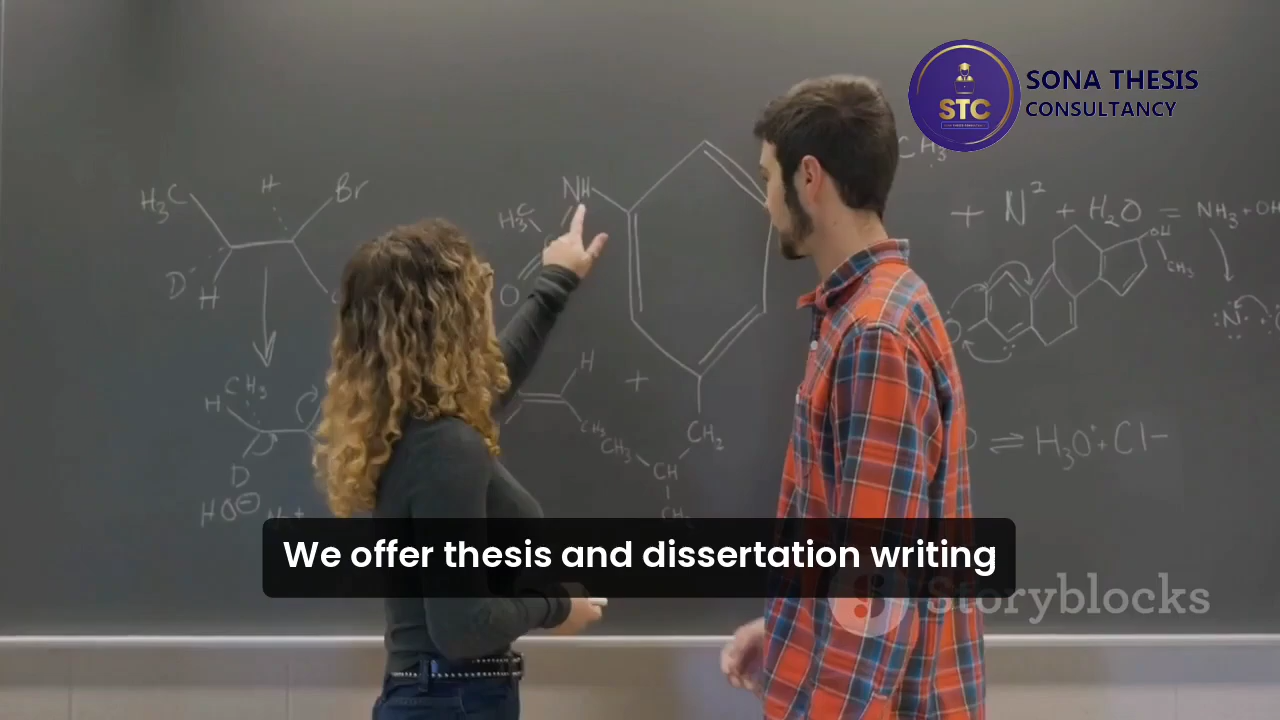 SONA THESIS
CONSULTANCY
STC
H₃C
H
Br
D
H
NH
H₃C
O
CH₃
+ N² + H₂O = NH₃ + OH
OH
CH₃
:N
H
+
CH₃
H
D
HO⊖
CH₃
CH₃
CH
CH₂
⇌ H₃O⁺ + Cl−
We offer thesis and dissertation writing
Storyblocks